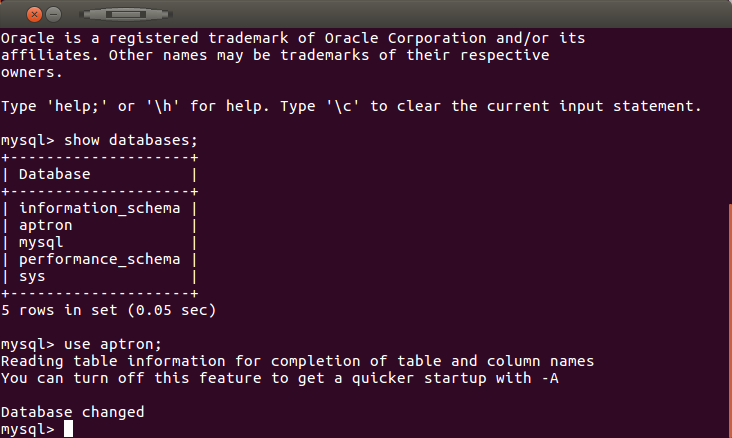 Oracle is a registered trademark of Oracle Corporation and/or its
affiliates. Other names may be trademarks of their respective
owners.
Type 'help;' or '\h' for help. Type '\c' to clear the current input statement.
mysql> show databases;
+--------------------+
| Database           |
+--------------------+
| information_schema |
| aptron             |
| mysql              |
| performance_schema |
| sys                |
+--------------------+
5 rows in set (0.05 sec)
mysql> use aptron;
Reading table information for completion of table and column names
You can turn off this feature to get a quicker startup with -A
Database changed
mysql>